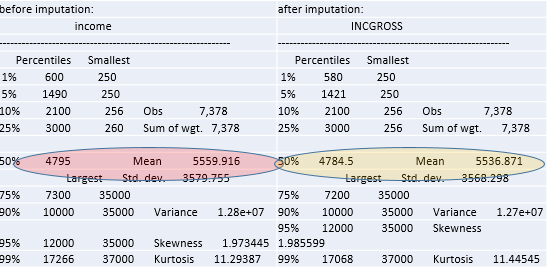 before imputation:
income
------------------------------------------------------------
Percentiles Smallest
1% 600 250
5% 1490 250
10% 2100 256 Obs 7,378
25% 3000 260 Sum of wgt. 7,378
50% 4795 Mean 5559.916
Largest Std. dev. 3579.755
75% 7300 35000
90% 10000 35000 Variance 1.28e+07
95% 12000 35000 Skewness 1.973445
99% 17266 37000 Kurtosis 11.29387
after imputation:
INCGROSS
------------------------------------------------------------
Percentiles Smallest
1% 580 250
5% 1421 250
10% 2100 256 Obs 7,378
25% 3000 256 Sum of wgt. 7,378
50% 4784.5 Mean 5536.871
Largest Std. dev. 3568.298
75% 7200 35000
90% 10000 35000 Variance 1.27e+07
95% 12000 35000 Skewness
1.985599
99% 17068 37000 Kurtosis 11.44545